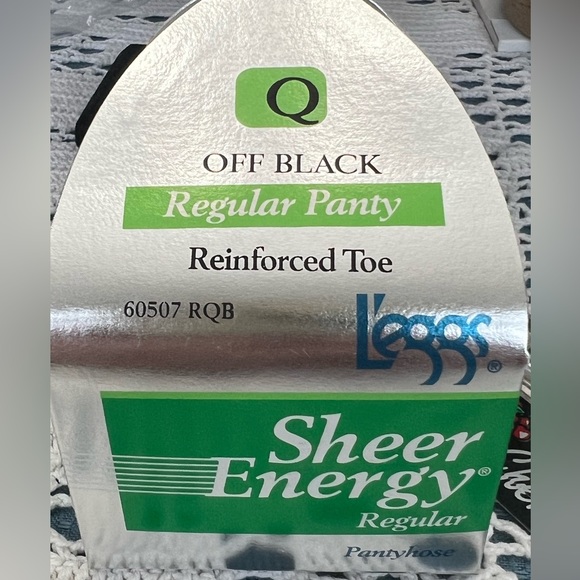 Q
OFF BLACK
Regular Panty
Reinforced Toe
60507 RQB
L'eggs®
Sheer
Energy®
Regular
Pantyhose